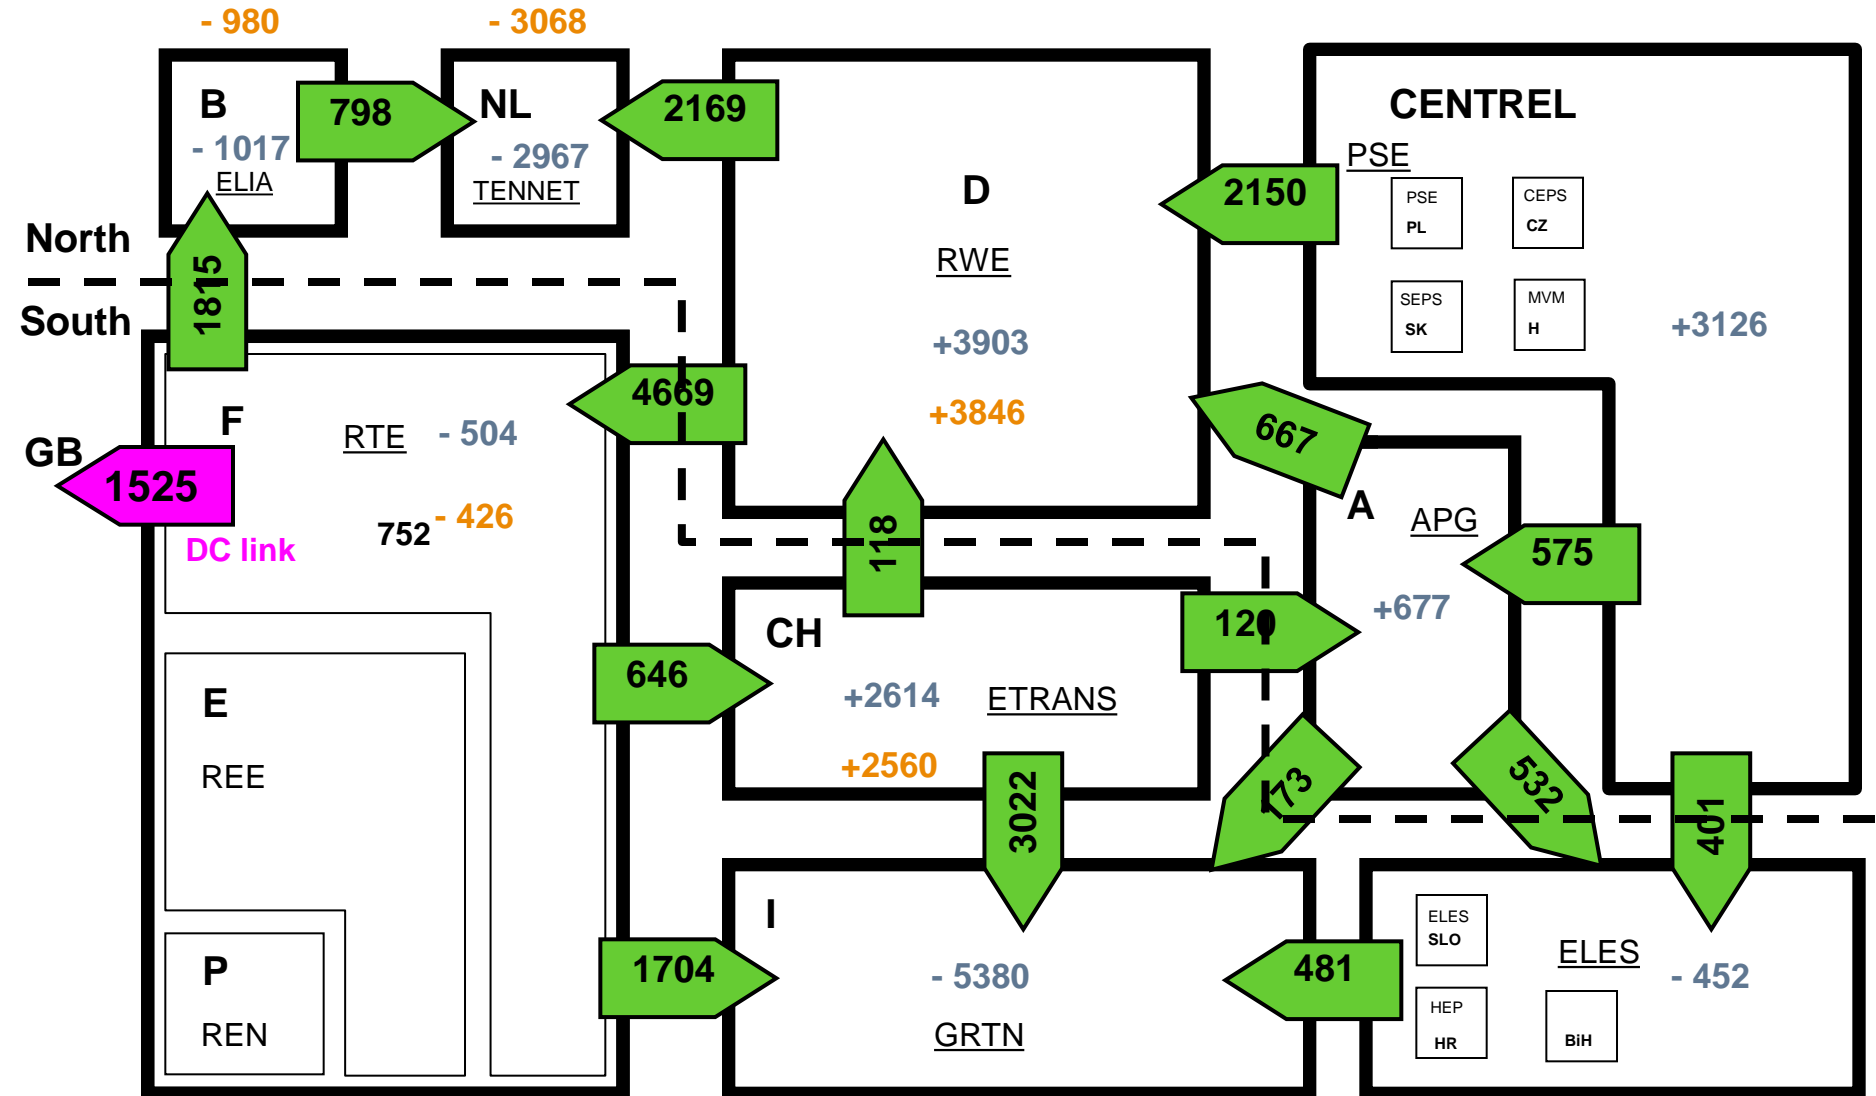 - 980
- 3068
B
- 1017
ELIA
798
NL
- 2967
TENNET
2169
D
RWE
+3903
+3846
2150
CENTREL
PSE
PSE
PL
CEPS
CZ
SEPS
SK
MVM
H
+3126
North
South
1815
GB
1525
DC link
F
RTE
- 504
752
- 426
4669
118
667
A
APG
+677
575
646
CH
+2614
ETRANS
+2560
120
E
REE
P
REN
3022
173
532
401
1704
I
- 5380
GRTN
481
ELES
SLO
ELES
- 452
HEP
HR
BiH